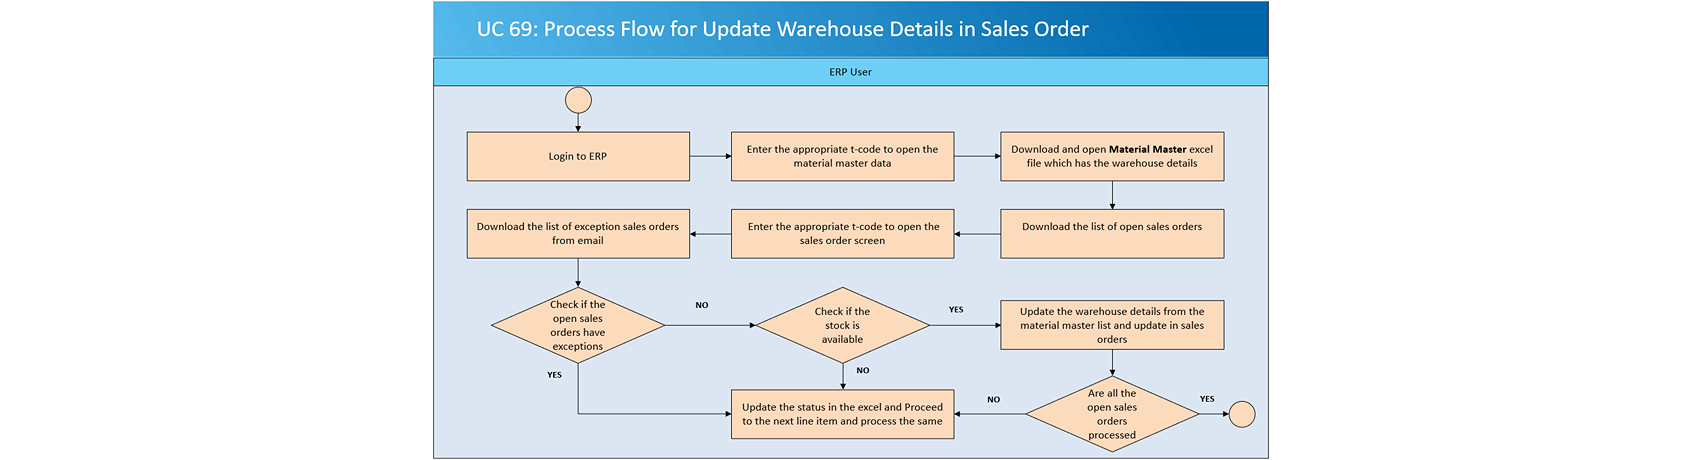 UC 69: Process Flow for Update Warehouse Details in Sales Order
ERP User
Login to ERP
Enter the appropriate t-code to open the
material master data
Download and open Material Master excel
file which has the warehouse details
Download the list of exception sales orders
from email
Enter the appropriate t-code to open the
sales order screen
Download the list of open sales orders
Check if the
open sales
orders have
exceptions
NO
Check if the
stock is
available
YES
Update the warehouse details from the
material master list and update in sales
orders
YES
NO
Update the status in the excel and Proceed
to the next line item and process the same
NO
Are all the
open sales
orders
processed
YES